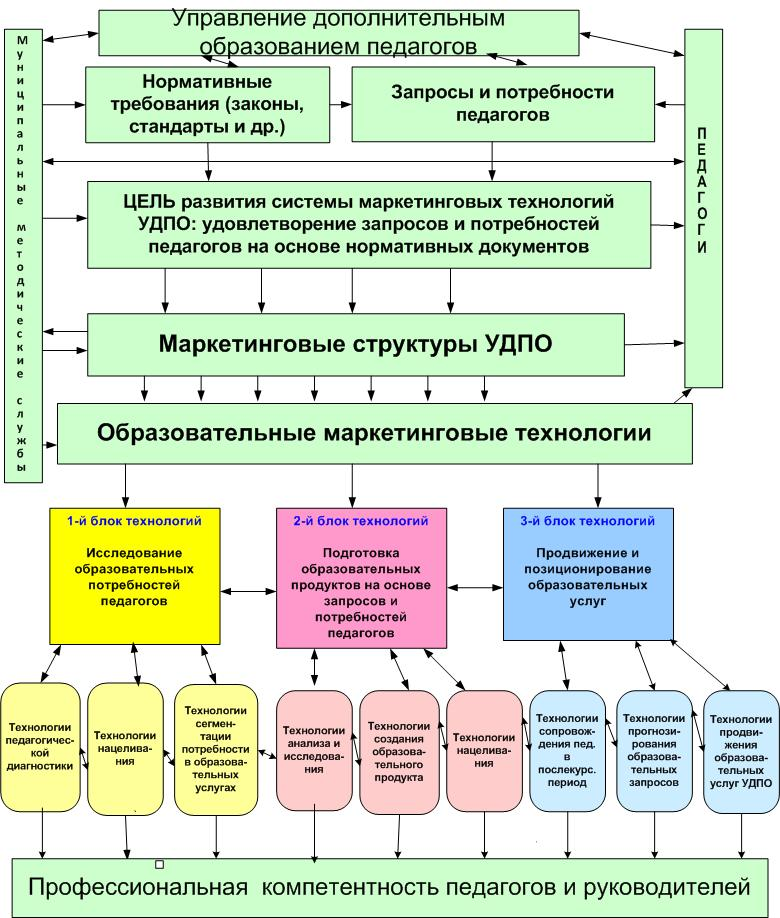 Управление дополнительным
образованием педагогов
Муниципальные методические службы
Нормативные
требования (законы,
стандарты и др.)
Запросы и потребности
педагогов
ПЕДАГОГИ
ЦЕЛЬ развития системы маркетинговых технологий
УДПО: удовлетворение запросов и потребностей
педагогов на основе нормативных документов
Маркетинговые структуры УДПО
Образовательные маркетинговые технологии
1-й блок технологий
Исследование
образовательных
потребностей
педагогов
2-й блок технологий
Подготовка
образовательных
продуктов на основе
запросов и
потребностей
педагогов
3-й блок технологий
Продвижение и
позиционирование
образовательных
услуг
Технологии
педагогичес-
кой
диагностики
Технологии
нацелива-
ния
Технологии
сегмен-
тации
потребности
в образова-
тельных
услугах
Технологии
анализа и
исследова-
ния
Технологии
создания
образова-
тельного
продукта
Технологии
нацелива-
ния
Технологии
сопровож-
дения пед.
в
послекурс.
период
Технологии
прогнози-
рования
образова-
тельных
запросов
Технологии
продви-
жения
образова-
тельных
услуг УДПО
Профессиональная компетентность педагогов и руководителей